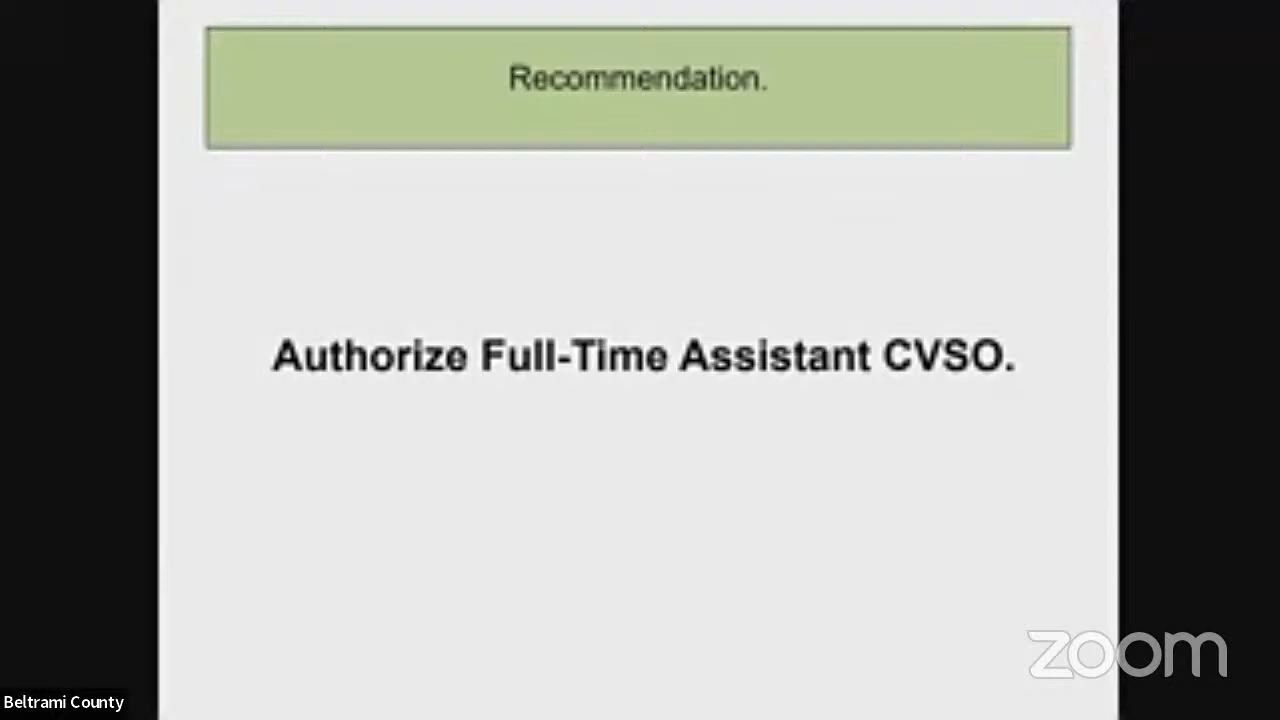 Recommendation.
Authorize Full-Time Assistant CVSO.
zoom
Beltrami County